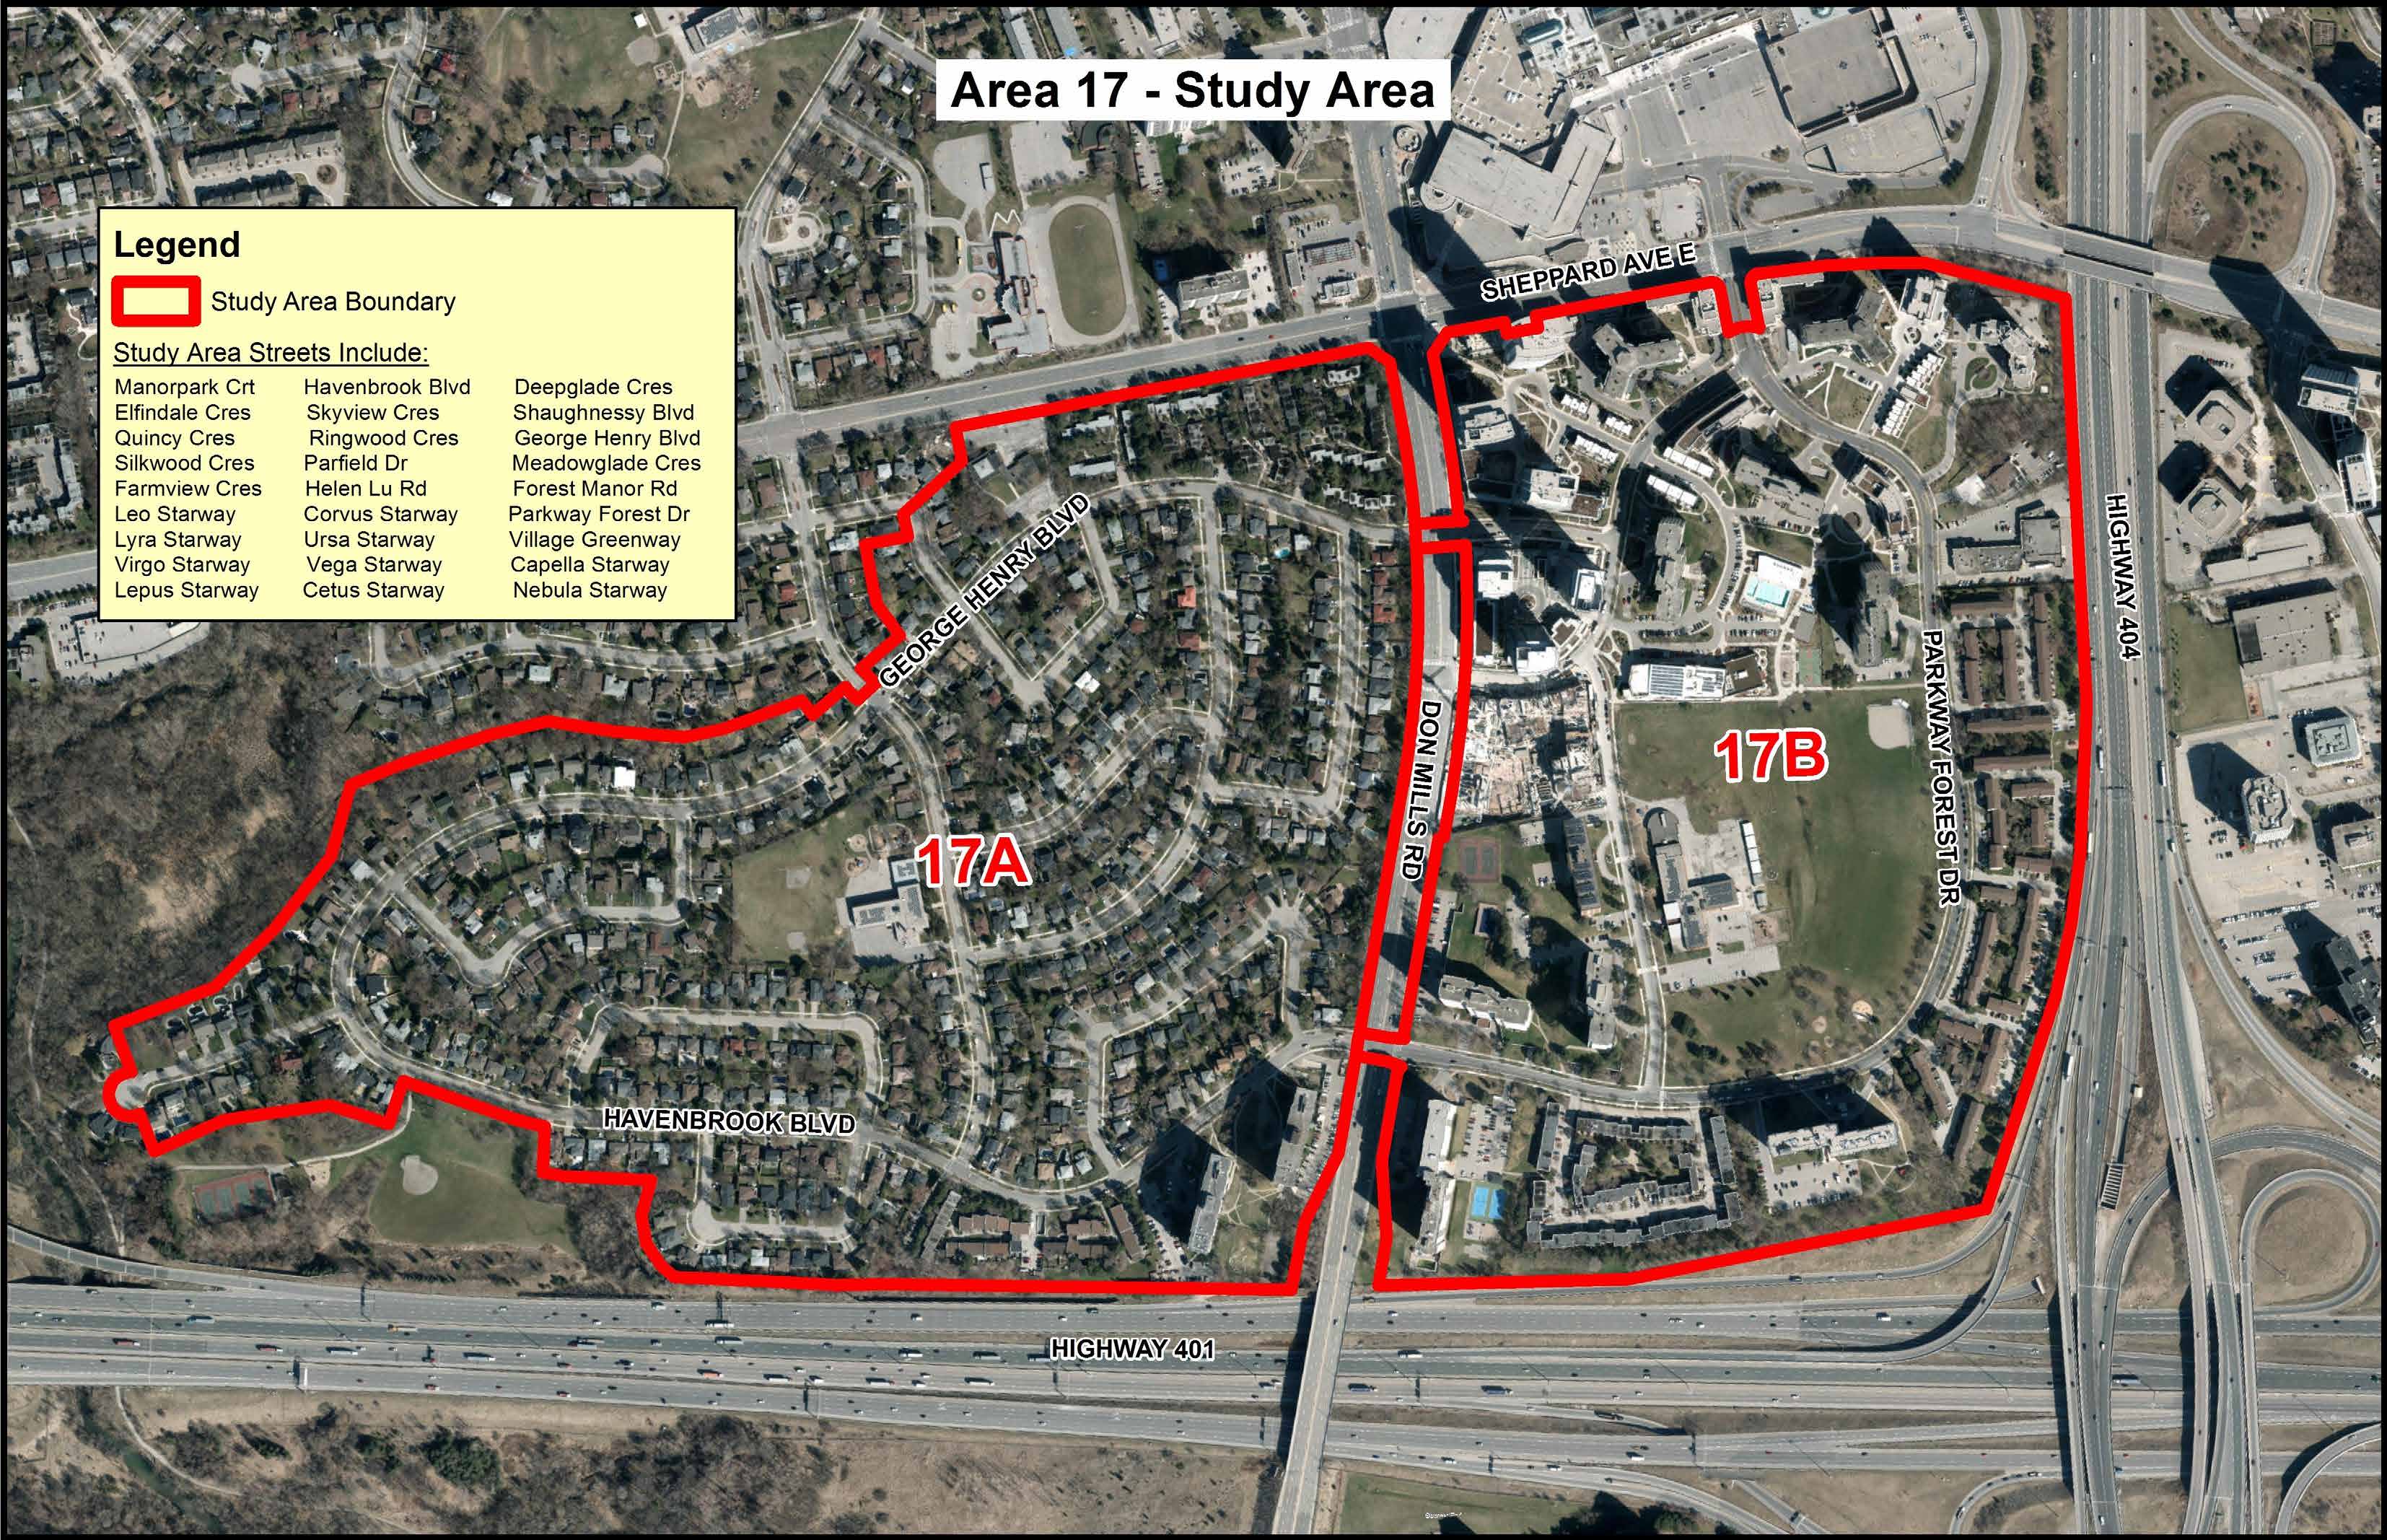 Area 17 - Study Area
Legend
Study Area Boundary
Study Area Streets Include:
Manorpark Crt Havenbrook Blvd Deepglade Cres
Elfindale Cres Skyview Cres Shaughnessy Blvd
Quincy Cres Ringwood Cres George Henry Blvd
Silkwood Cres Parfield Dr Meadowglade Cres
Farmview Cres Helen Lu Rd Forest Manor Rd
Leo Starway Corvus Starway Parkway Forest Dr
Lyra Starway Ursa Starway Village Greenway
Virgo Starway Vega Starway Capella Starway
Lepus Starway Cetus Starway Nebula Starway
SHEPPARD AVE E
GEORGE HENRY BLVD
HIGHWAY 404
PARKWAY FOREST DR
DON MILLS RD
17B
17A
HAVENBROOK BLVD
HIGHWAY 401